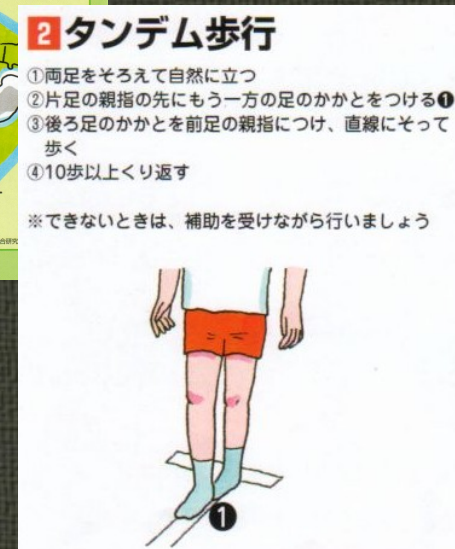 2 タンデム歩行
①両足をそろえて自然に立つ
②片足の親指の先にもう一方の足のかかとをつける❶
③後ろ足のかかとを前足の親指につけ、直線にそって
歩く
④10歩以上くり返す
※できないときは、補助を受けながら行いましょう
❶